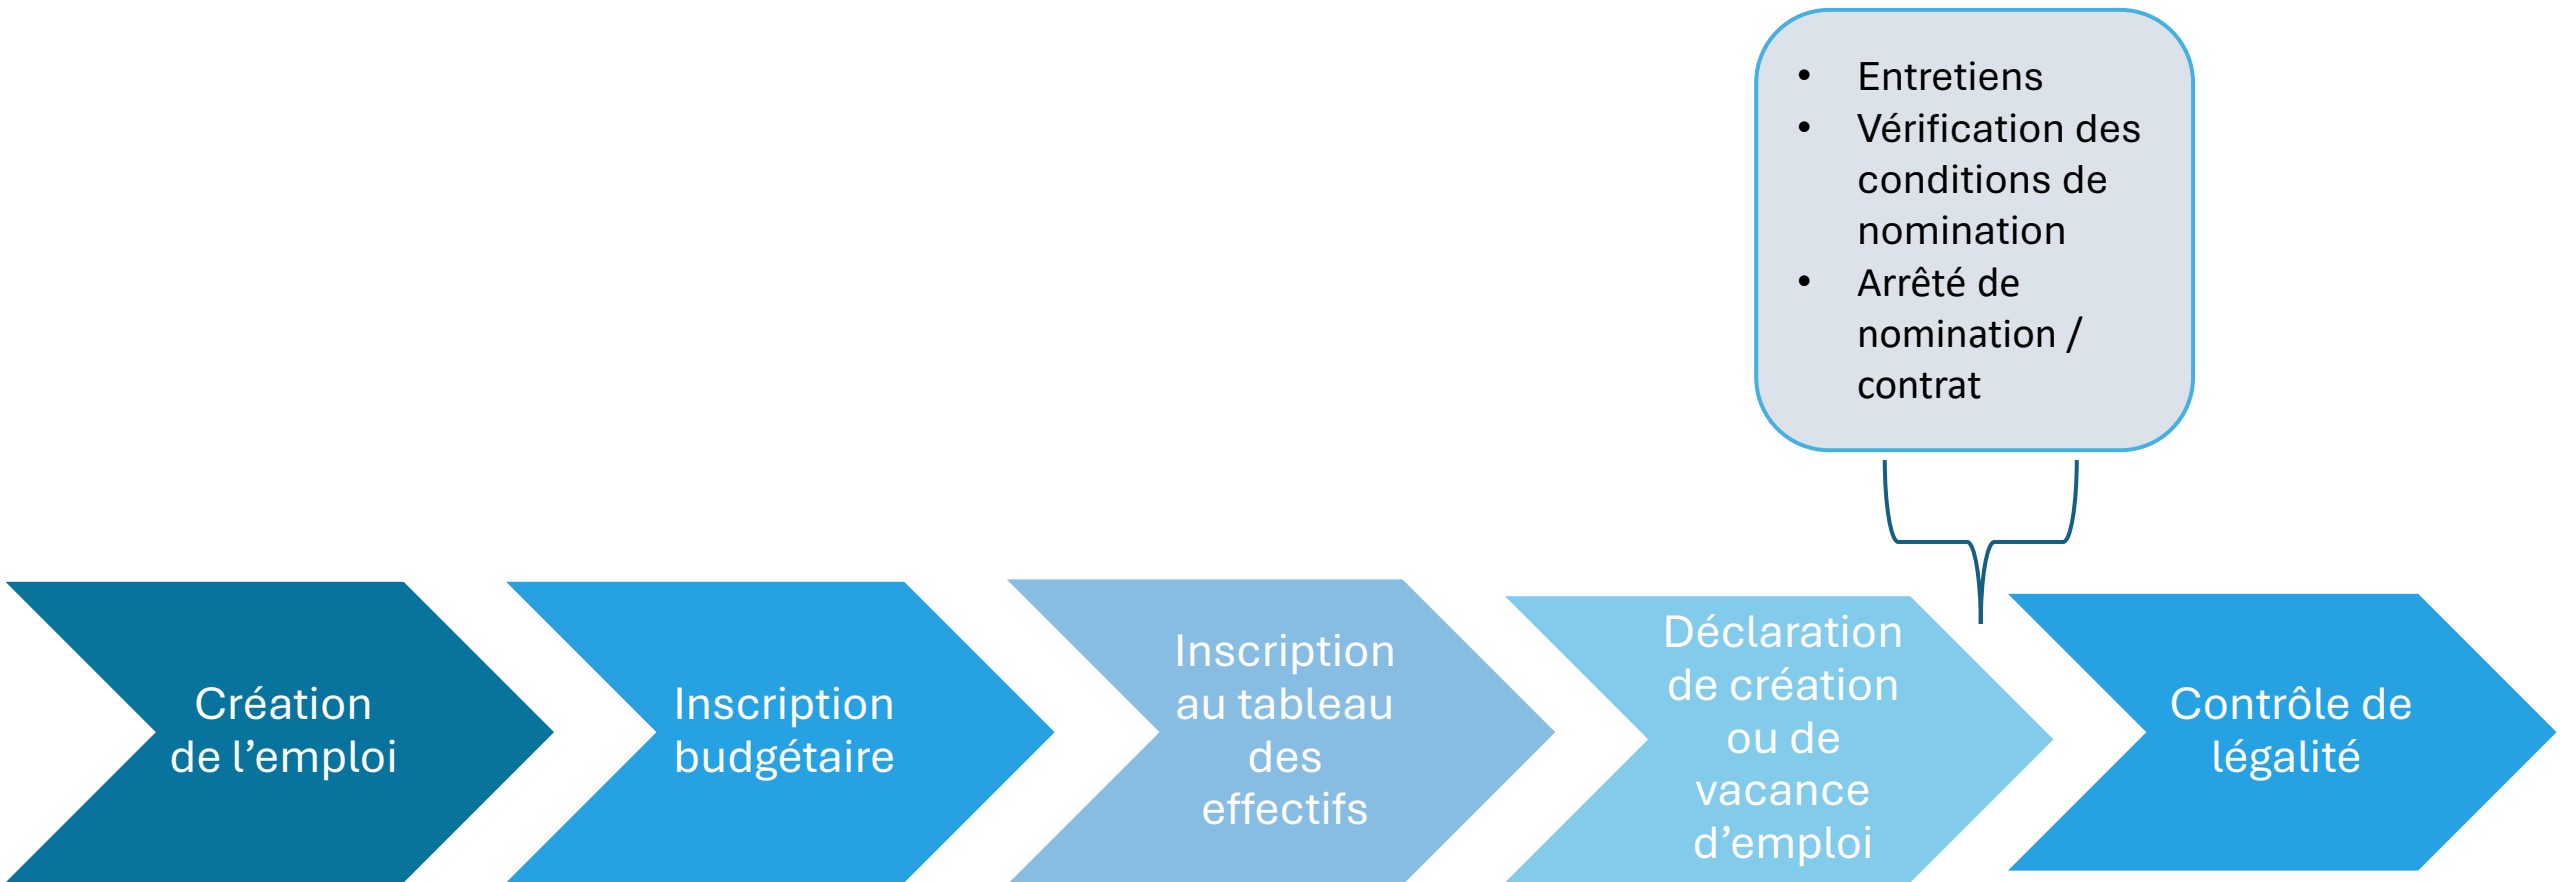 • Entretiens
• Vérification des
conditions de
nomination
• Arrêté de
nomination /
contrat
Création
de l’emploi
Inscription
budgétaire
Inscription
au tableau
des
effectifs
Déclaration
de création
ou de
vacance
d’emploi
Contrôle de
légalité